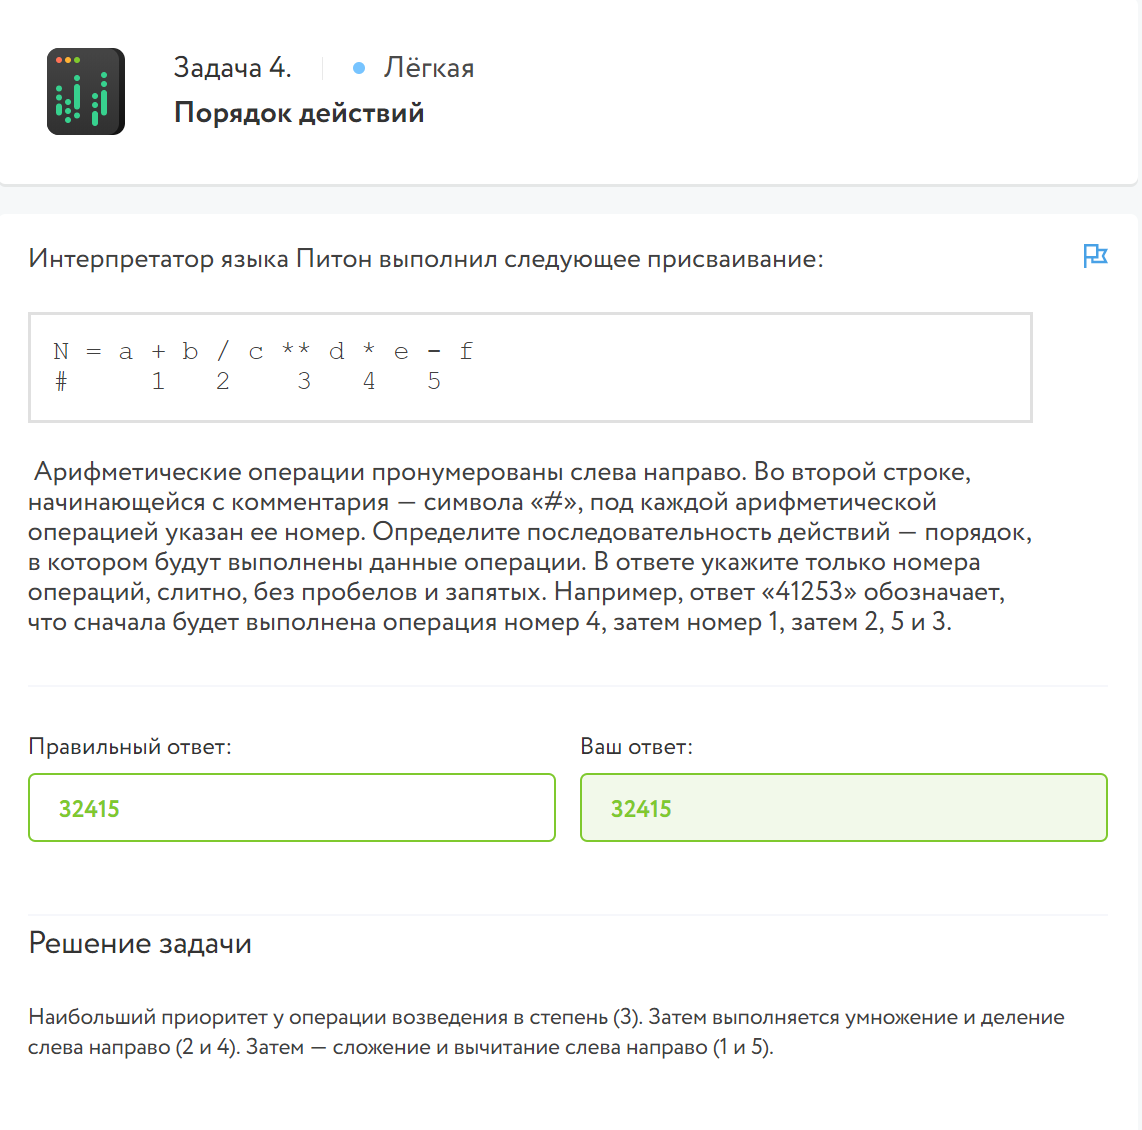 Задача 4.
Лёгкая
Порядок действий
Интерпретатор языка Питон выполнил следующее присваивание:
N = a + b / c ** d * e - f
# 1 2 3 4 5
Арифметические операции пронумерованы слева направо. Во второй строке,
начинающейся с комментария — символа «#», под каждой арифметической
операцией указан ее номер. Определите последовательность действий — порядок,
в котором будут выполнены данные операции. В ответе укажите только номера
операций, слитно, без пробелов и запятых. Например, ответ «41253» обозначает,
что сначала будет выполнена операция номер 4, затем номер 1, затем 2, 5 и 3.
Правильный ответ:
Ваш ответ:
32415
32415
Решение задачи
Наибольший приоритет у операции возведения в степень (3). Затем выполняется умножение и деление
слева направо (2 и 4). Затем — сложение и вычитание слева направо (1 и 5).